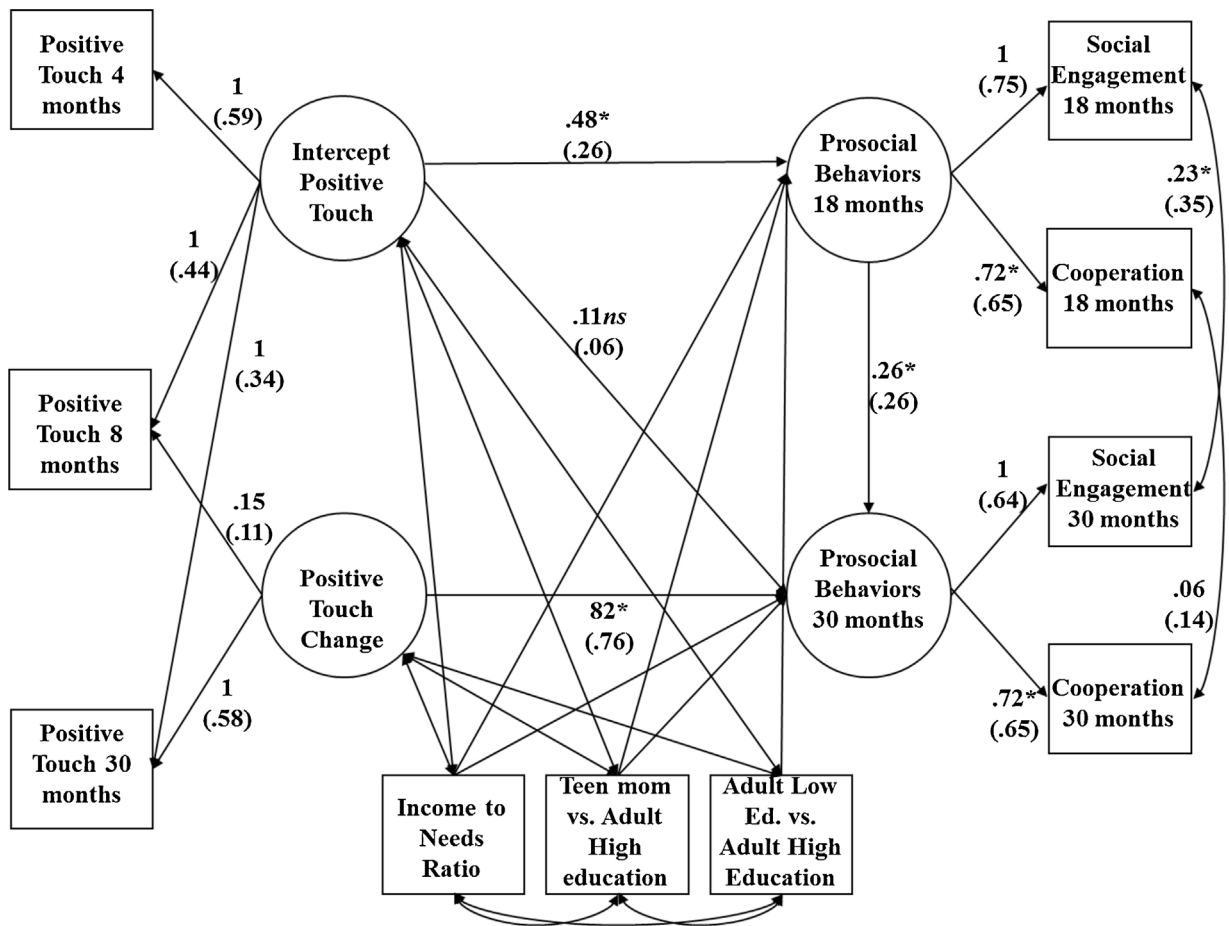 Positive
Touch 4
months
1
(.59)
Intercept
Positive
Touch
.48*
(.26)
Prosocial
Behaviors
18 months
1
(.75)
Social
Engagement
18 months
.23*
(.35)
1
(.44)
.72*
(.65)
Cooperation
18 months
1
(.34)
.11ns
(.06)
.26*
(.26)
Positive
Touch 8
months
.15
(.11)
1
(.64)
Social
Engagement
30 months
Positive
Touch
Change
82*
(.76)
Prosocial
Behaviors
30 months
.06
(.14)
1
(.58)
.72*
(.65)
Cooperation
30 months
Positive
Touch 30
months
Income to
Needs
Ratio
Teen mom
vs. Adult
High
education
Adult Low
Ed. vs.
Adult High
Education